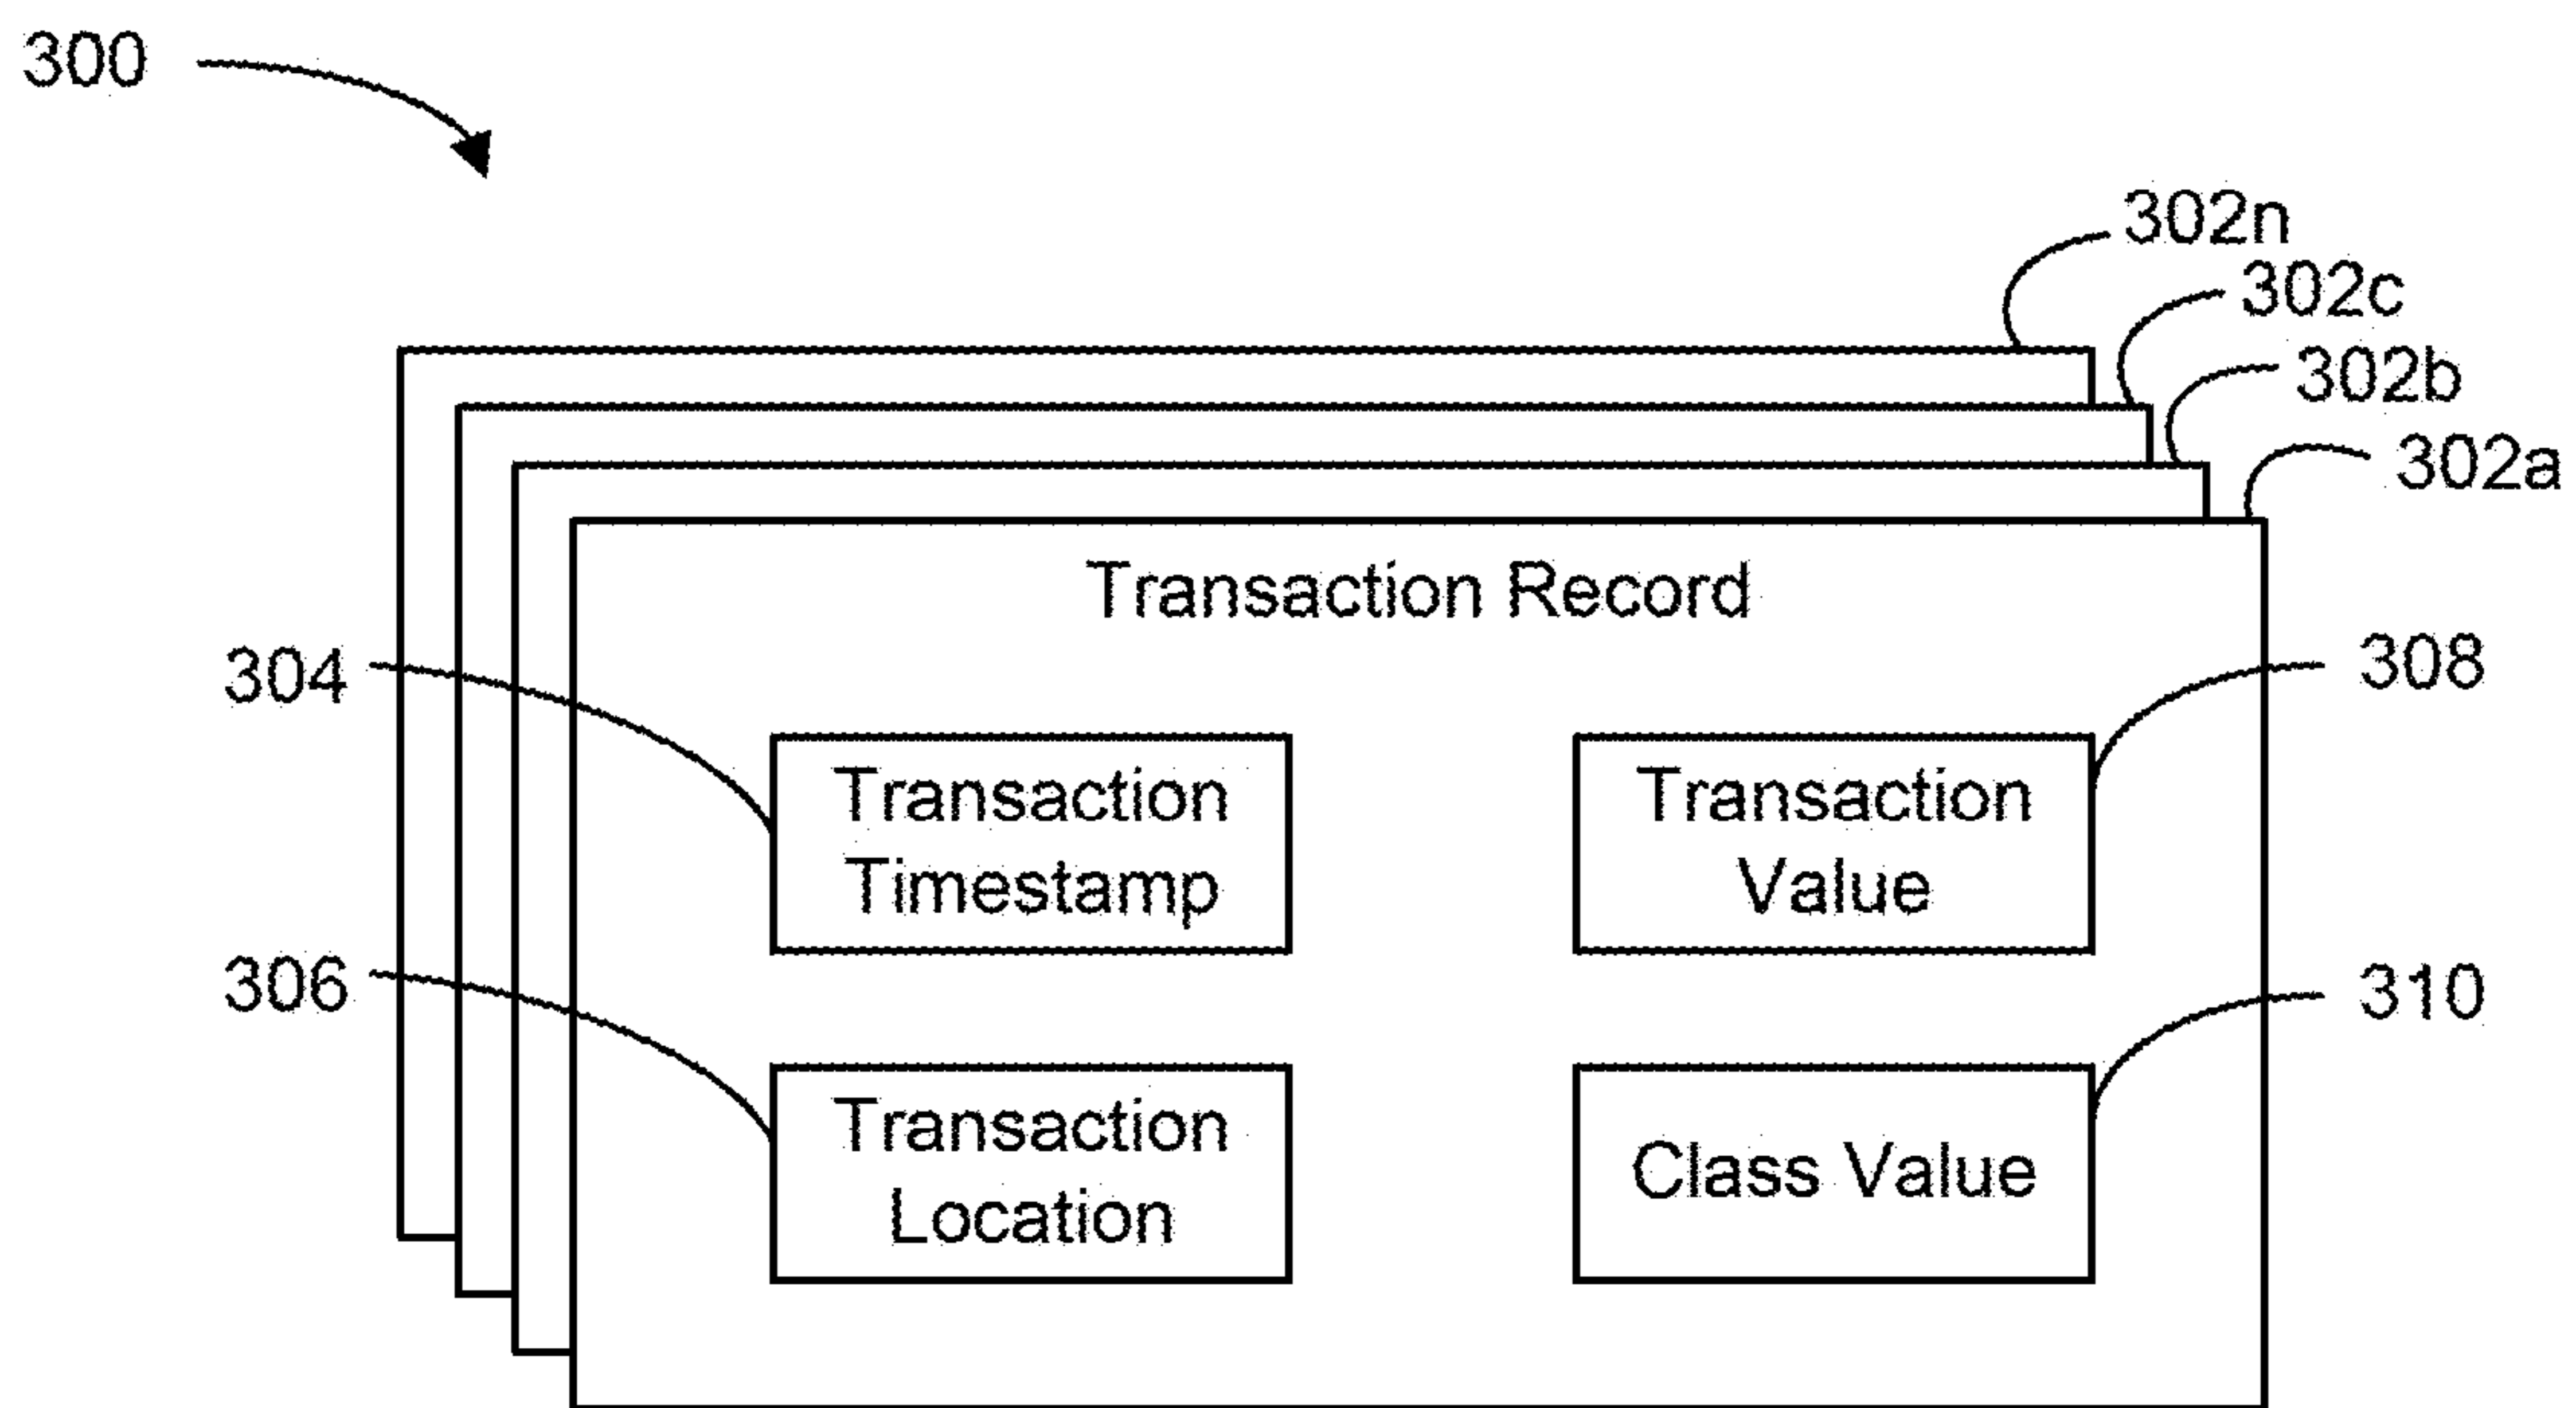 300
302n
302c
302b
302a
Transaction Record
304
308
Transaction
Timestamp
Transaction
Value
306
310
Transaction
Location
Class Value